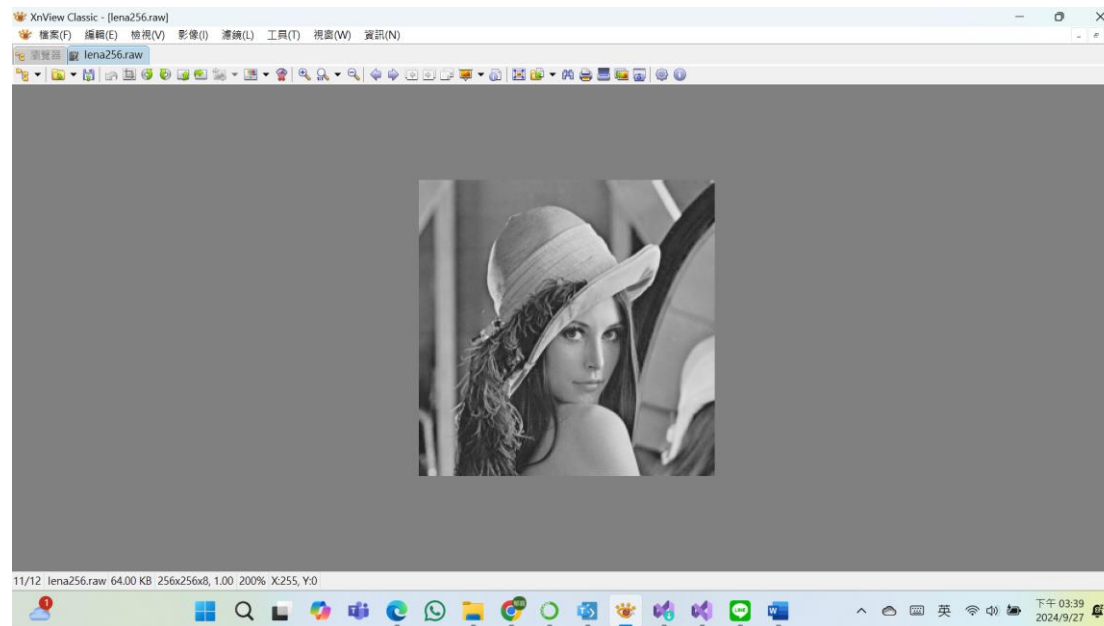 XnView Classic - [lena256.raw]
檔案(F) 編輯(E) 檢視(V) 影像(I) 濾鏡(L) 工具(T) 視窗(W) 資訊(N)
瀏覽器 lena256.raw
11/12 lena256.raw 64.00 KB 256x256x8, 1.00 200% X:255, Y:0
英 下午 03:39
2024/9/27